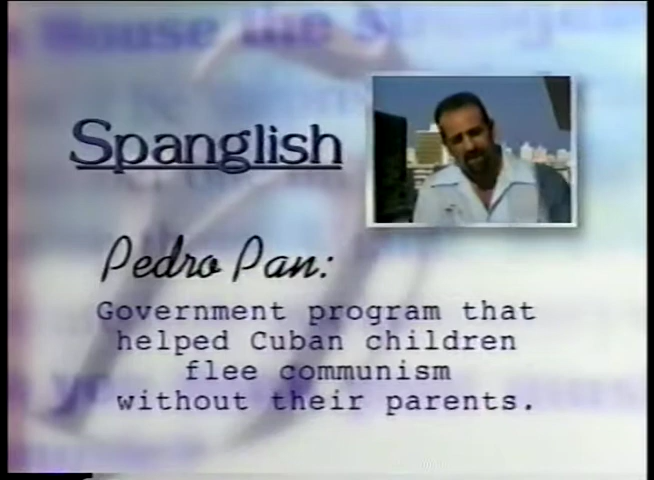 Spanglish
Pedro Pan:
Government program that
helped Cuban children
flee communism
without their parents.